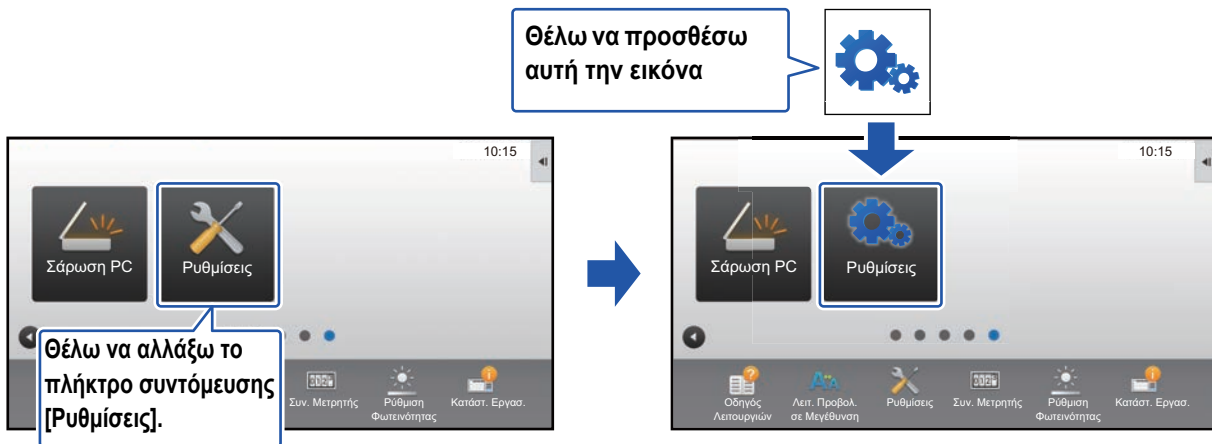 Θέλω να προσθέσω
αυτή την εικόνα
10:15
Σάρωση PC
Ρυθμίσεις
Θέλω να αλλάξω το
πλήκτρο συντόμευσης
[Ρυθμίσεις].
Συν. Μετρητής
Ρύθμιση
Φωτεινότητας
Κατάστ. Εργασ.
10:15
Σάρωση PC
Ρυθμίσεις
Οδηγός
Λειτουργιών
Λειτ. Προβολ.
σε Μεγέθυνση
Ρυθμίσεις
Συν. Μετρητής
Ρύθμιση
Φωτεινότητας
Κατάστ. Εργασ.